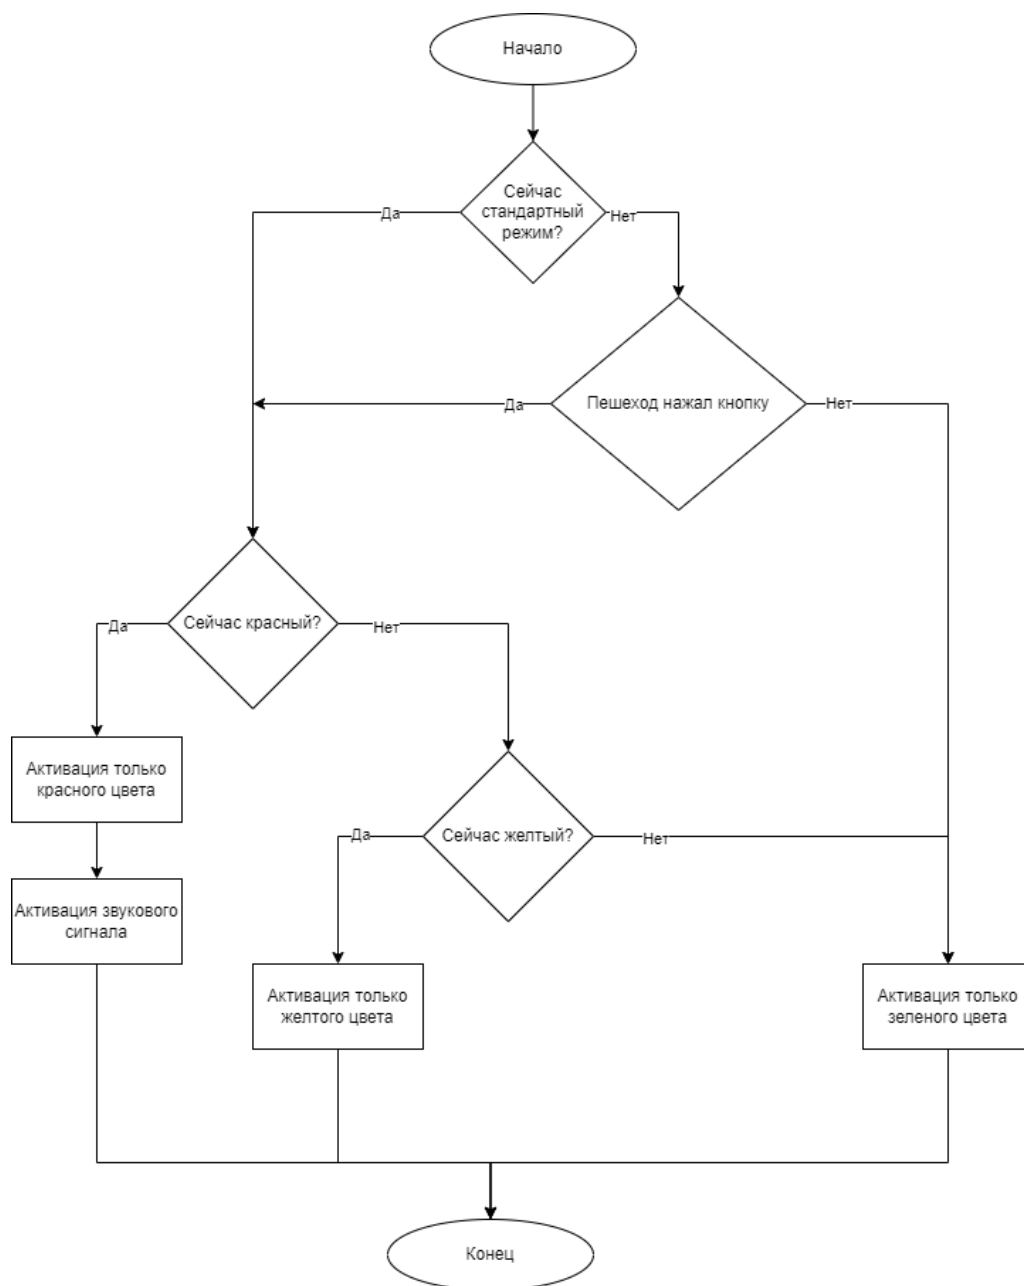 Начало
Сейчас
стандартный
режим?
Да
Нет
Пешеход нажал кнопку
Да
Нет
Сейчас красный?
Да
Нет
Активация только
красного цвета
Сейчас желтый?
Да
Нет
Активация звукового
сигнала
Активация только
желтого цвета
Активация только
зеленого цвета
Конец